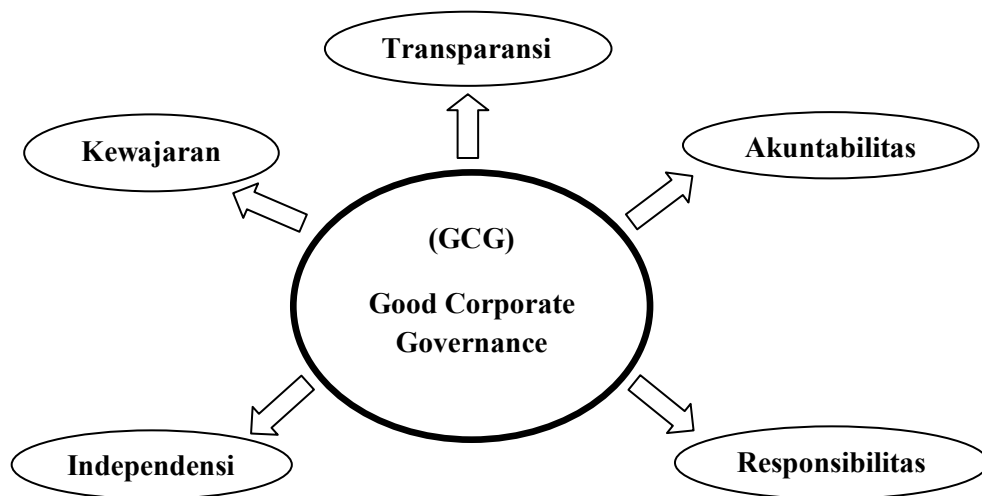 Transparansi
Kewajaran
Akuntabilitas
(GCG)
Good Corporate
Governance
Independensi
Responsibilitas